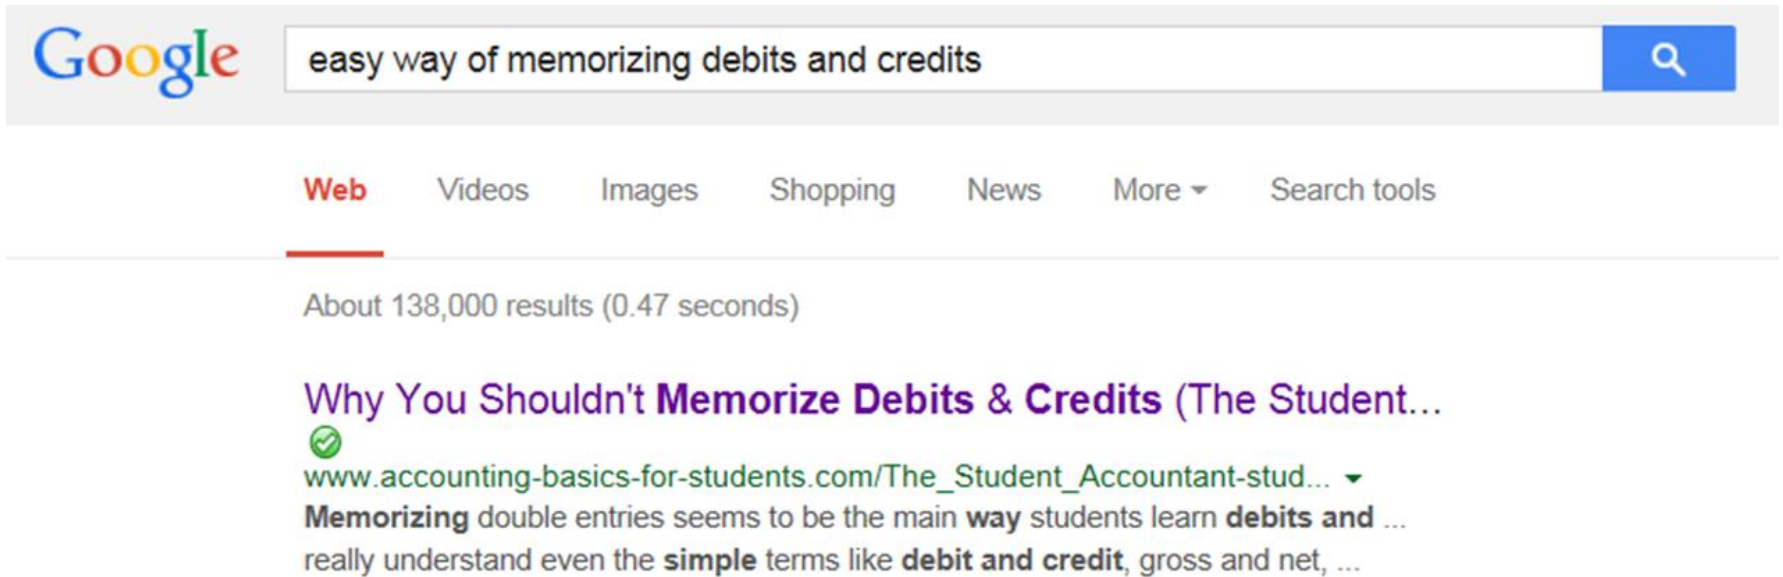 Google easy way of memorizing debits and credits
Web Videos Images Shopping News More Search tools
About 138,000 results (0.47 seconds)
Why You Shouldn't Memorize Debits & Credits (The Student...
www.accounting-basics-for-students.com/The_Student_Accountant-stud...
Memorizing double entries seems to be the main way students learn debits and ...
really understand even the simple terms like debit and credit, gross and net, ...